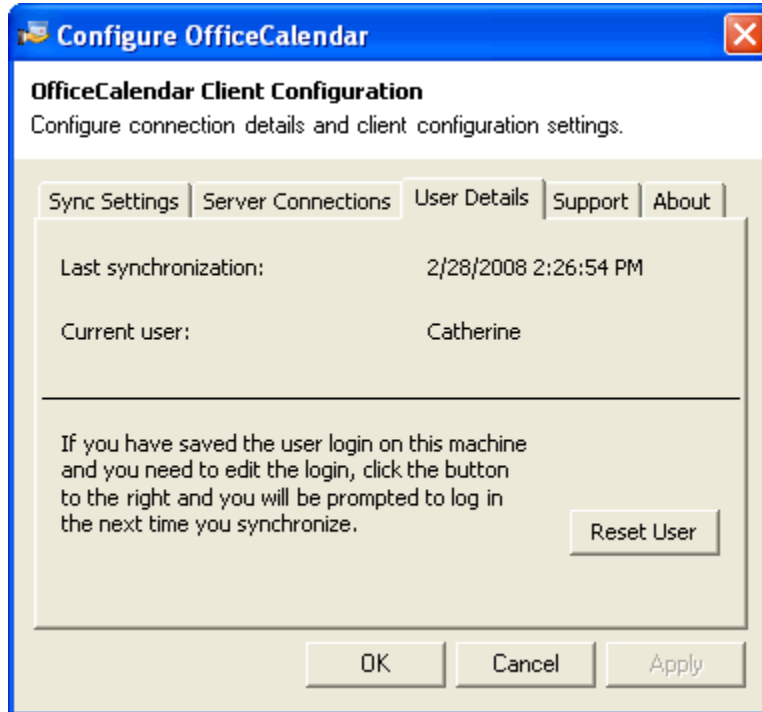 Configure OfficeCalendar
OfficeCalendar Client Configuration
Configure connection details and client configuration settings.
Sync Settings Server Connections User Details Support About
Last synchronization: 2/28/2008 2:26:54 PM
Current user: Catherine
If you have saved the user login on this machine
and you need to edit the login, click the button
to the right and you will be prompted to log in
the next time you synchronize.
Reset User
OK Cancel Apply